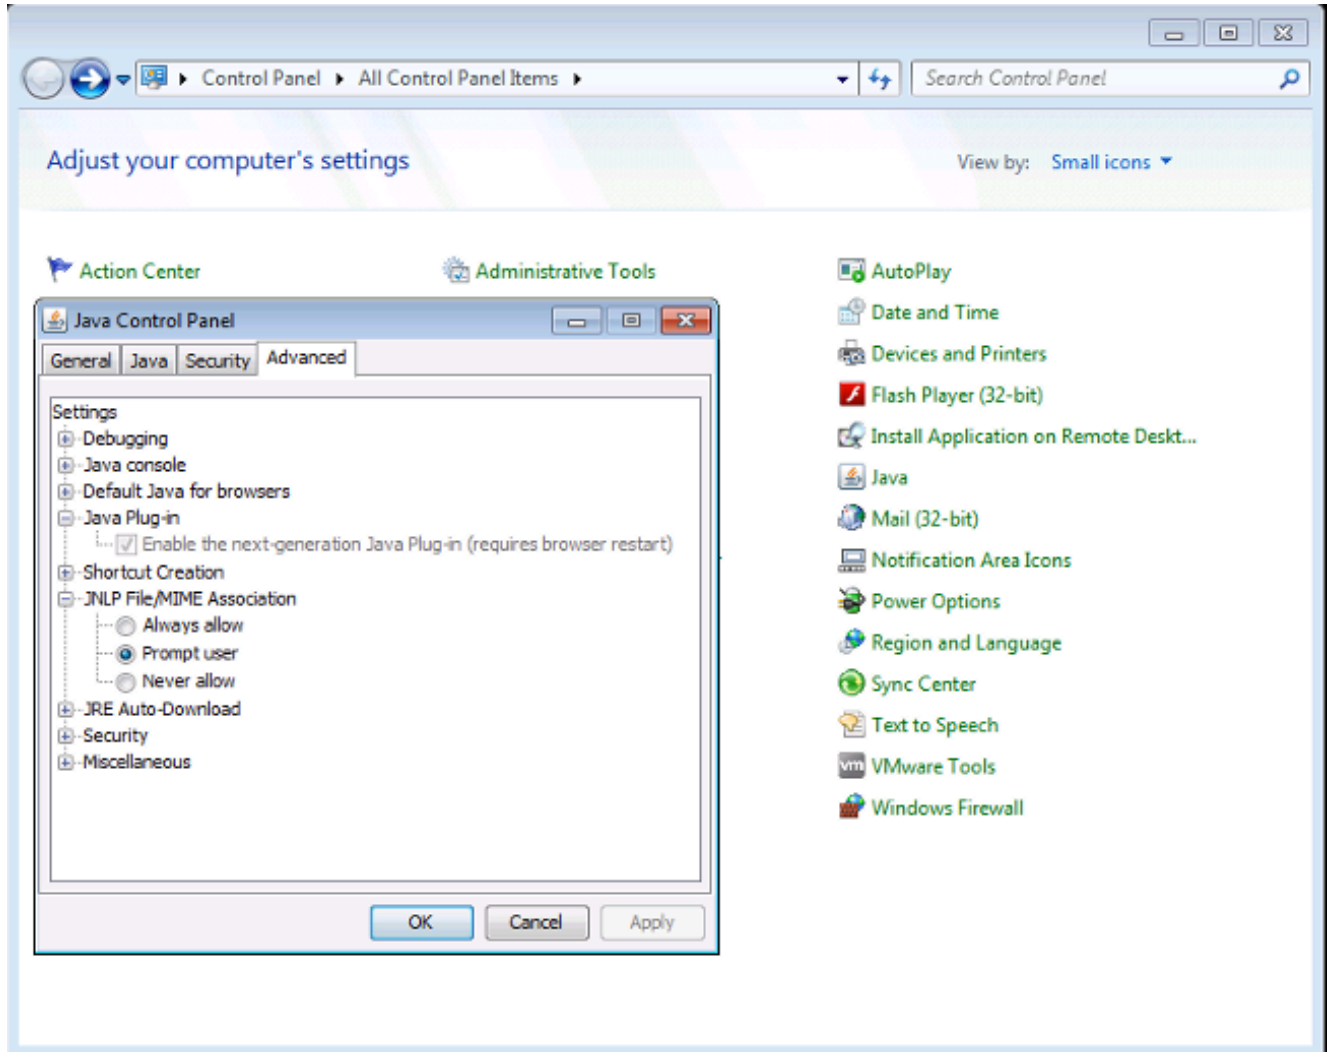 Control Panel
All Control Panel Items
Search Control Panel
Adjust your computer's settings
View by: Small icons
Action Center
Administrative Tools
AutoPlay
Java Control Panel
General Java Security Advanced
Settings
Debugging
Java console
Default Java for browsers
Java Plug-in
Enable the next-generation Java Plug-in (requires browser restart)
Shortcut Creation
JNLP File/MIME Association
Always allow
Prompt user
Never allow
JRE Auto-Download
Security
Miscellaneous
OK Cancel Apply
Date and Time
Devices and Printers
Flash Player (32-bit)
Install Application on Remote Deskt...
Java
Mail (32-bit)
Notification Area Icons
Power Options
Region and Language
Sync Center
Text to Speech
vm VMware Tools
Windows Firewall